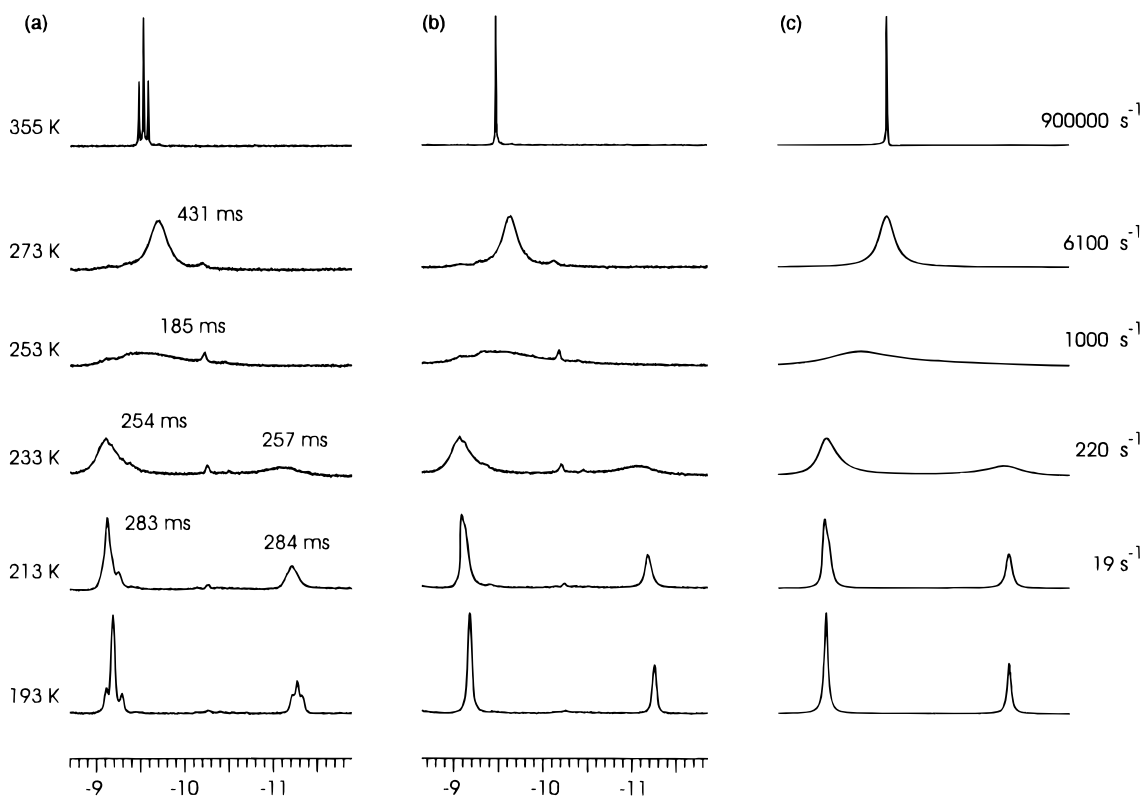 (a) (b) (c)
355 K 900000 s-1
431 ms
273 K 6100 s-1
185 ms
253 K 1000 s-1
254 ms 257 ms
233 K 220 s-1
283 ms 284 ms
213 K 19 s-1
193 K
-9 -10 -11 -9 -10 -11